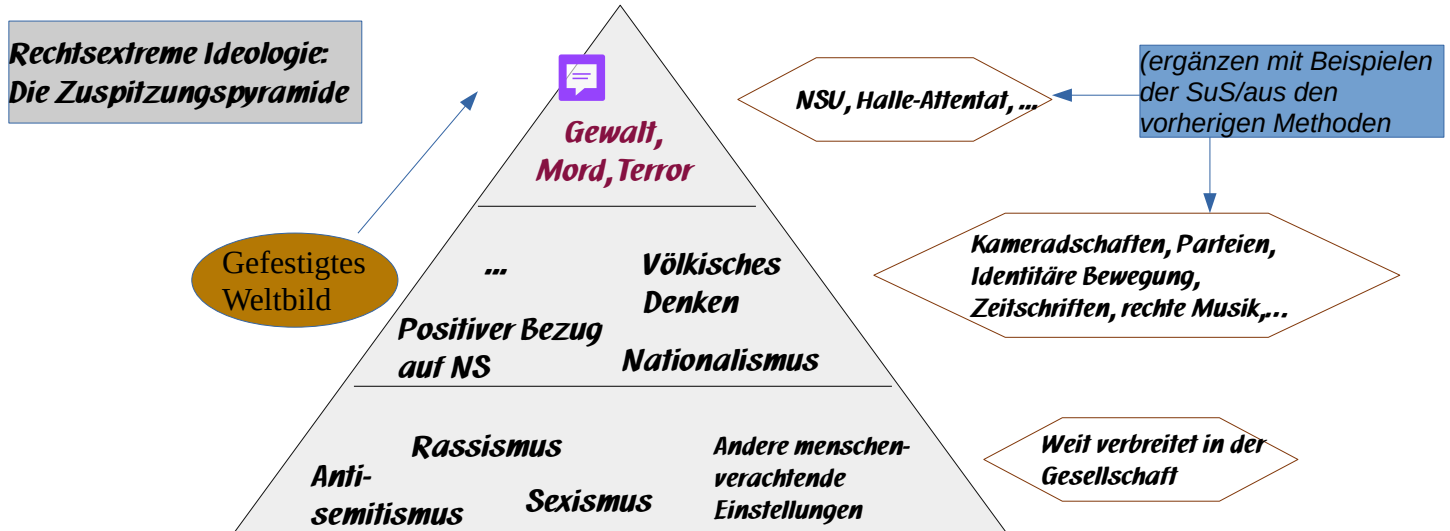 Rechtsextreme Ideologie:
Die Zuspitzungspyramide
Gewalt,
Mord, Terror
NSU, Halle-Attentat, ...
(ergänzen mit Beispielen
der SuS/aus den
vorherigen Methoden
Gefestigtes
Weltbild
...
Völkisches
Denken
Positiver Bezug
auf NS
Nationalismus
Kameradschaften, Parteien,
Identitäre Bewegung,
Zeitschriften, rechte Musik,...
Rassismus
Anti-
semitismus
Sexismus
Andere menschen-
verachtende
Einstellungen
Weit verbreitet in der
Gesellschaft